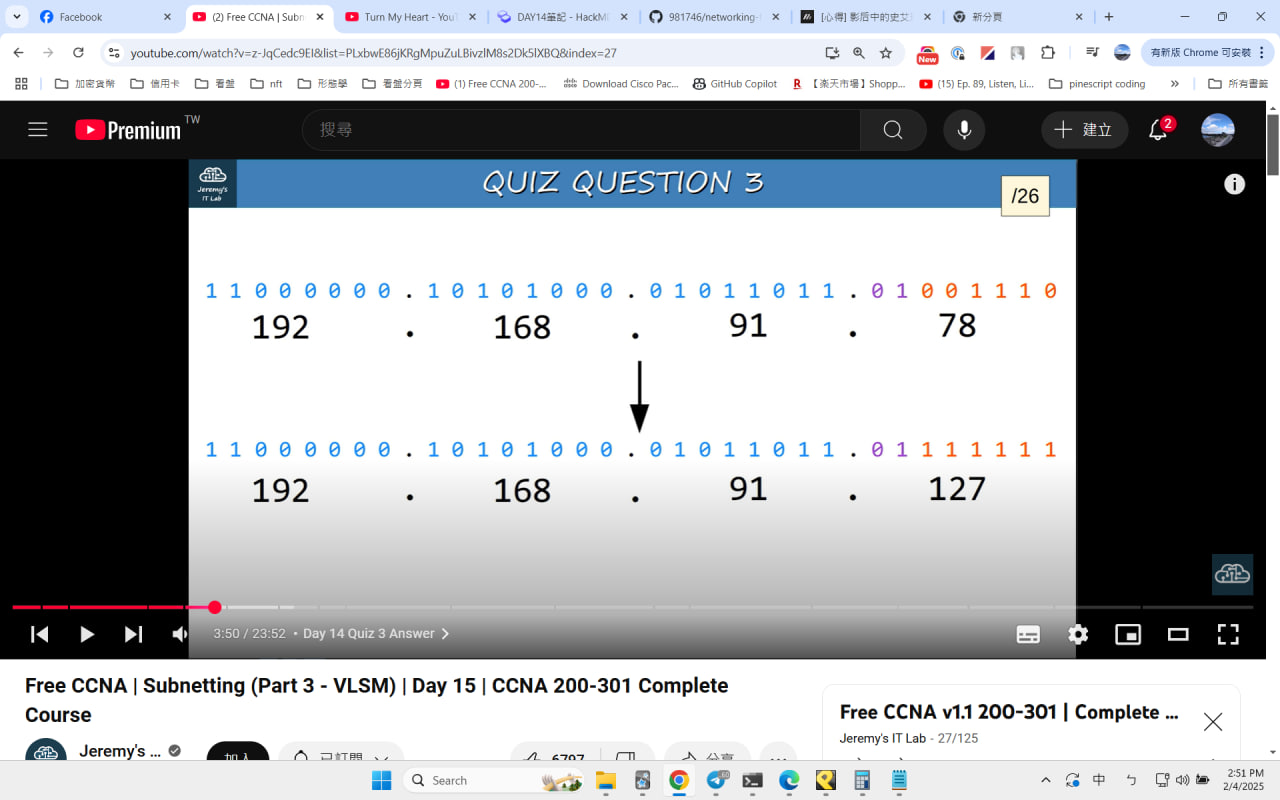 Facebook
(2) Free CCNA | Subn
Turn My Heart - You
DAY14筆記 - HackM
981746/networking-
[心得] 影后中的史艾
新分頁
youtube.com/watch?v=z-JqCedc9EI&list=PLxbwE86jKRgMpuZuLBivzlM8s2Dk5lXBQ&index=27
New
有新版 Chrome 可安裝
加密貨幣
信用卡
看盤
nft
形態學
看盤分頁
(1) Free CCNA 200-...
Download Cisco Pac...
GitHub Copilot
【楽天市場】Shopp...
(15) Ep. 89, Listen, Li...
pinescript coding
»
所有書籤
Premium TW
搜尋
建立
2
Jeremy's
IT Lab
QUIZ QUESTION 3
/26
1 1 0 0 0 0 0 0 . 1 0 1 0 1 0 0 0 . 0 1 0 1 1 0 1 1 . 0 1 0 0 1 1 1 0
192 . 168 . 91 . 78
1 1 0 0 0 0 0 0 . 1 0 1 0 1 0 0 0 . 0 1 0 1 1 0 1 1 . 0 1 1 1 1 1 1 1
192 . 168 . 91 . 127
3:50 / 23:52 • Day 14 Quiz 3 Answer
Free CCNA | Subnetting (Part 3 - VLSM) | Day 15 | CCNA 200-301 Complete
Course
Jeremy's ...
加入
已訂閱
6797
分享
Free CCNA v1.1 200-301 | Complete ...
Jeremy's IT Lab - 27/125
Search
中
ㄅ
2:51 PM
2/4/2025